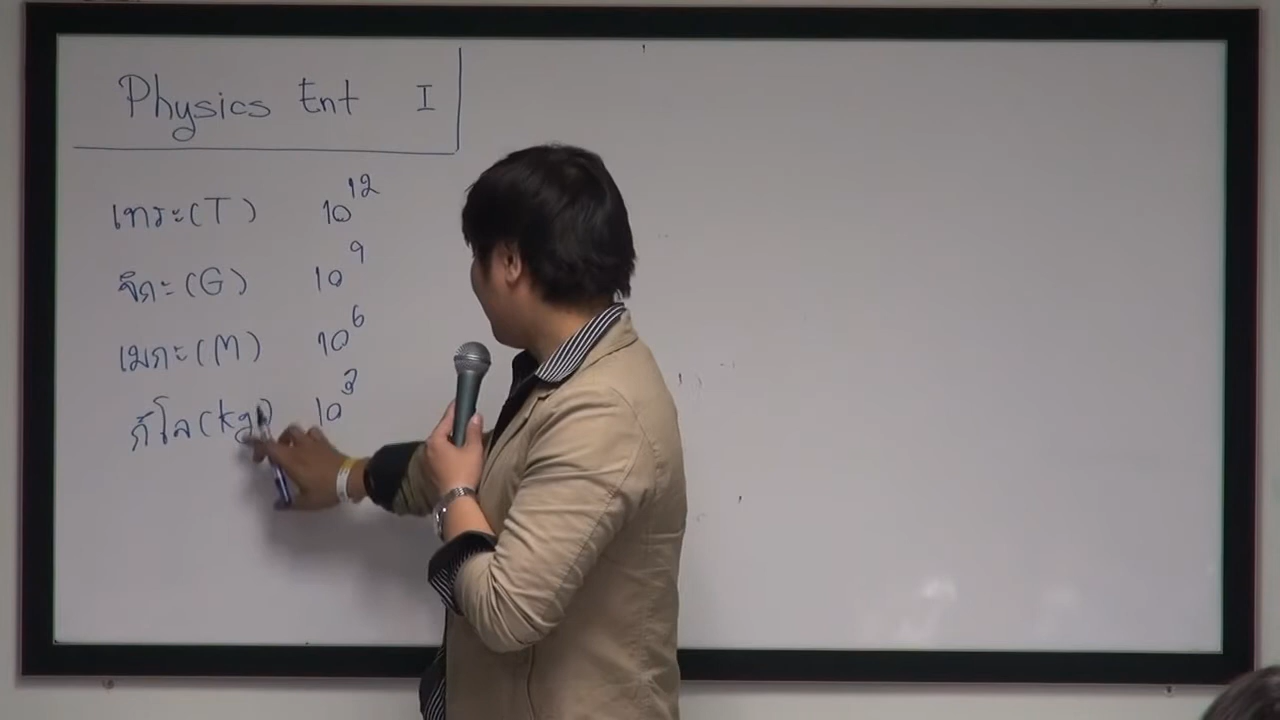 Physics Ent I
เทระ(T) 10^12
จิกะ(G) 10^9
เมกะ(M) 10^6
กิโล(kg) 10^3